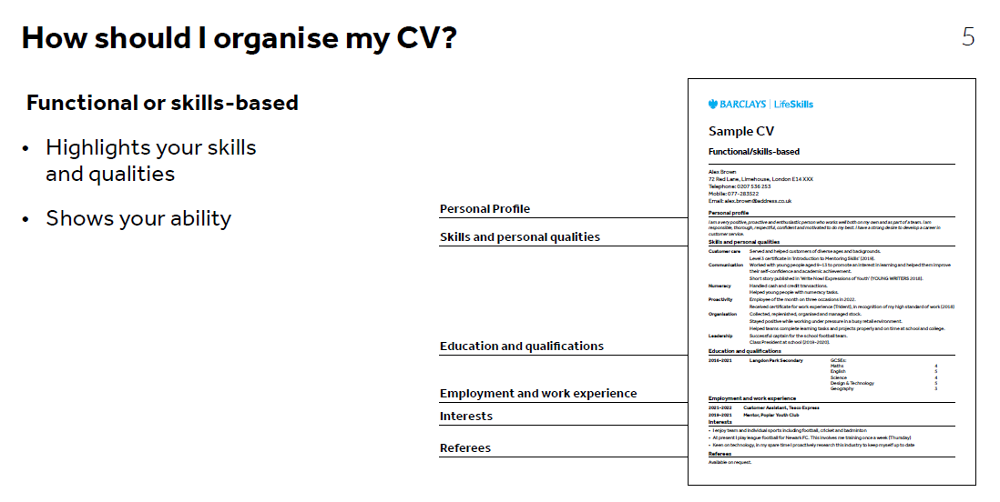 How should I organise my CV?
5
Functional or skills-based
• Highlights your skills
and qualities
• Shows your ability
Personal Profile
Skills and personal qualities
Education and qualifications
Employment and work experience
Interests
Referees
BARCLAYS | LifeSkills
Sample CV
Functional/skills-based
Alex Brown
72 Red Lane, Limehouse, London E14 XXX
Telephone: 0207 536 253
Mobile: 077-283522
Email: alex.brown@address.co.uk
Personal profile
I am a very positive, proactive and enthusiastic person who works well both on my own and as part of a team. I am
responsible, thorough, respectful, confident and motivated to do my best. I have a strong desire to develop a career in
customer service.
Skills and personal qualities
Customer care Served and helped customers of diverse ages and backgrounds.
Level 3 certificate in 'Introduction to Mentoring Skills' (2019).
Communication Worked with young people aged 9–13 to promote an interest in learning and helped them improve
their self-confidence and academic achievement.
Short story published in 'Write Now! Expressions of Youth' (YOUNG WRITERS 2018).
Numeracy Handled cash and credit transactions.
Helped young people with numeracy tasks.
Proactivity Employee of the month on three occasions in 2022.
Received certificate for work experience (Trident), in recognition of my high standard of work (2018)
Organisation Collected, replenished, organised and managed stock.
Stayed positive while working under pressure in a busy retail environment.
Helped teams complete learning tasks and projects properly and on time at school and college.
Leadership Successful captain for the school football team.
Class President at school (2019–2020).
Education and qualifications
2016–2021 Langdon Park Secondary GCSEs:
Maths 4
English 5
Science 4
Design & Technology 5
Geography 3
Employment and work experience
2021–2022 Customer Assistant, Tesco Express
2019–2021 Mentor, Poplar Youth Club
Interests
• I enjoy team and individual sports including football, cricket and badminton
• At present I play league football for Newark FC. This involves me training once a week (Thursday)
• Keen on technology, in my spare time I proactively research this industry to keep myself up to date
Referees
Available on request.